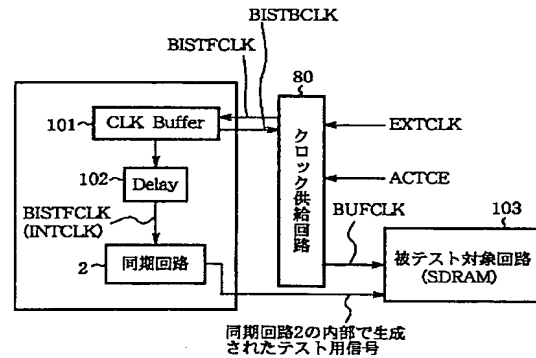 BISTBCLK
BISTFCLK
80
101
CLK Buffer
EXTCLK
102
Delay
クロック供給回路
ACTCE
BISTFCLK
(INTCLK)
BUFCLK
103
2
同期回路
被テスト対象回路
(SDRAM)
同期回路2の内部で生成
されたテスト用信号